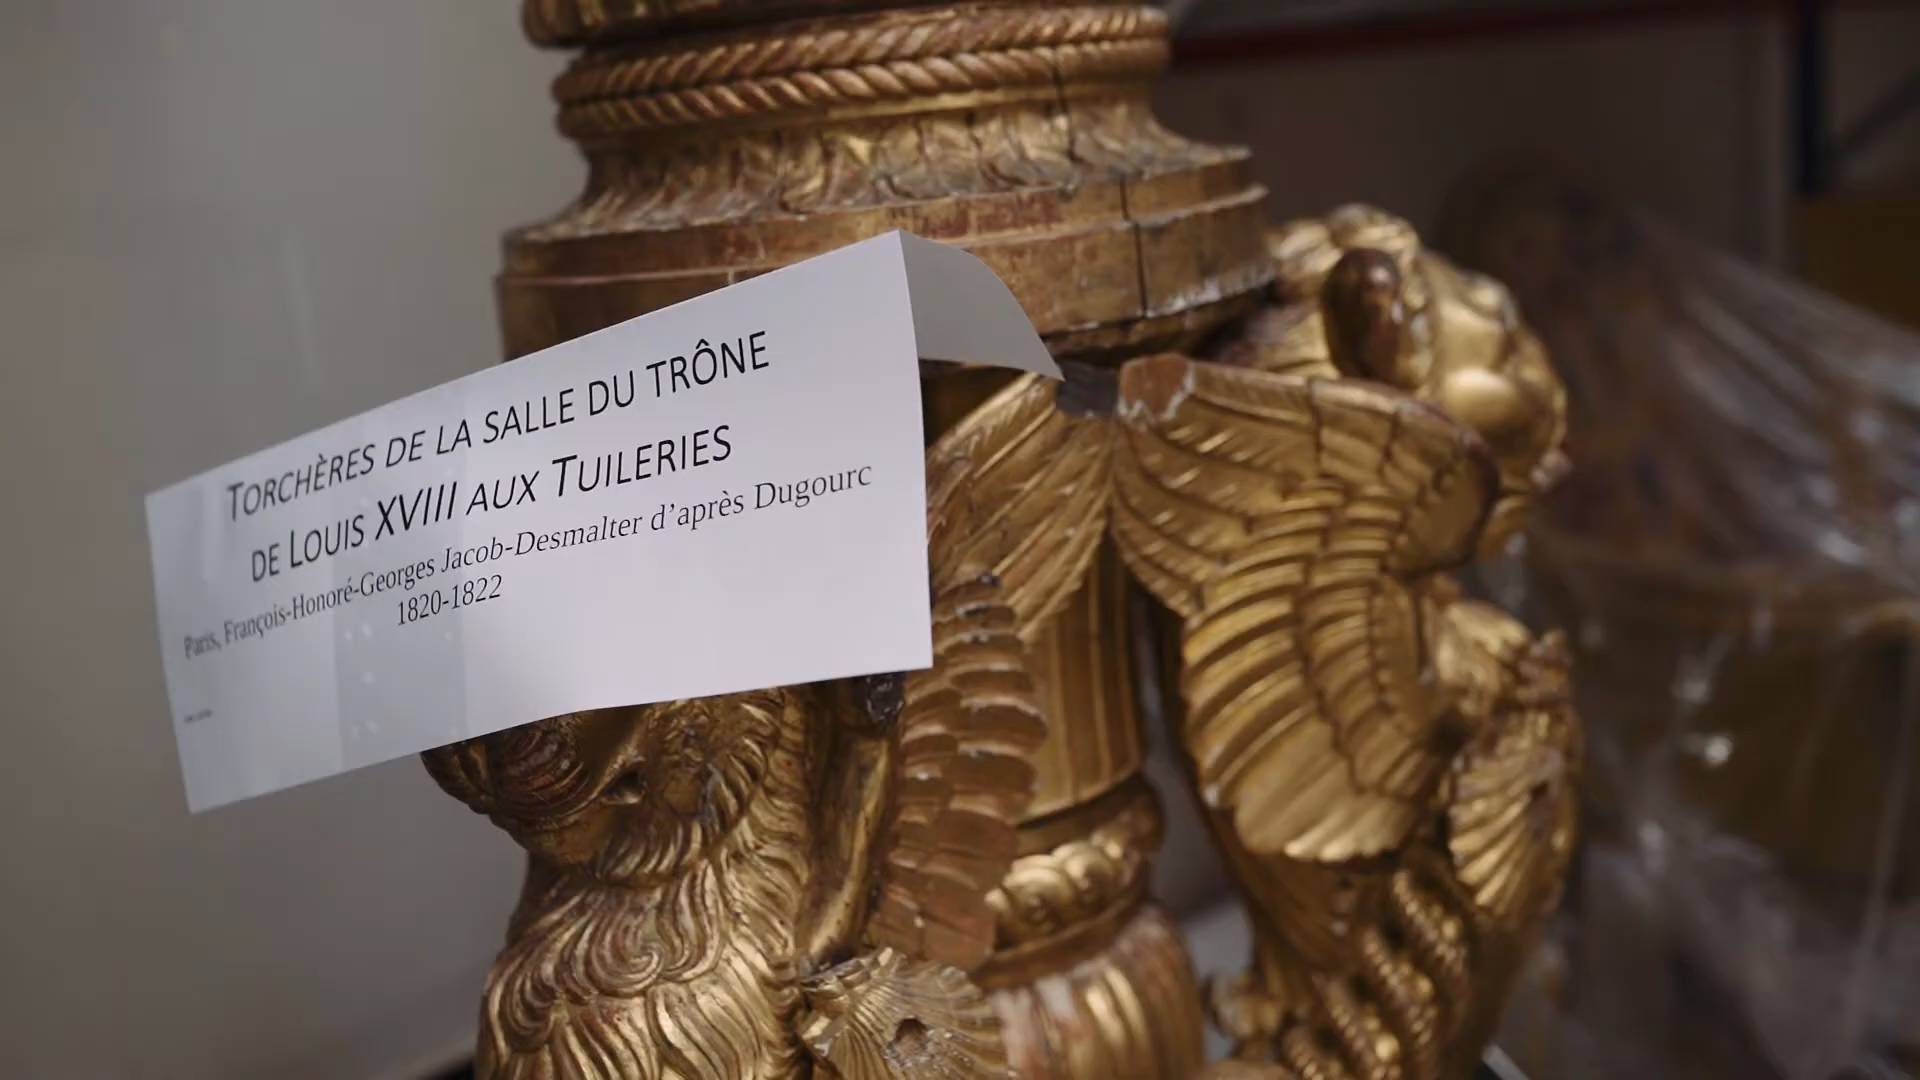 TORCHÈRES DE LA SALLE DU TRÔNE
DE LOUIS XVIII AUX TUILERIES
Paris, François-Honoré-Georges Jacob-Desmalter d'après Dugourc
1820-1822